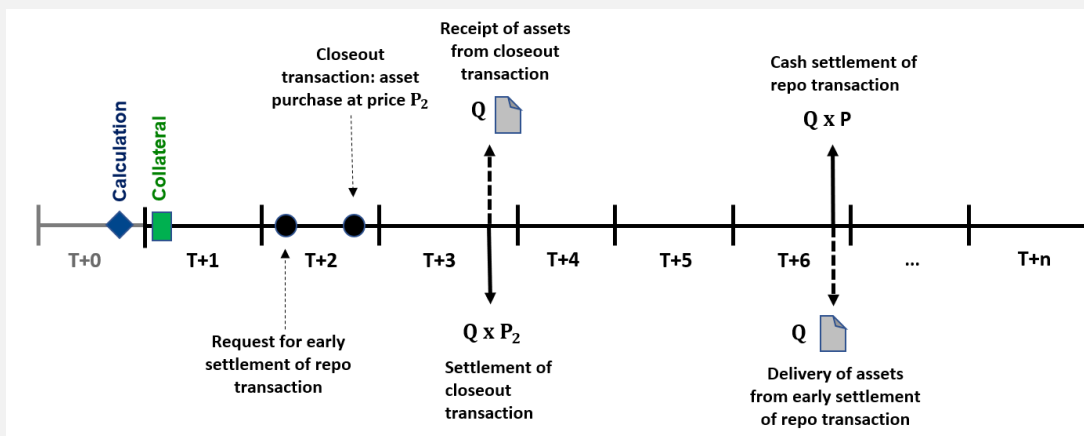 Receipt of assets
from closeout
transaction
Closeout
transaction: asset
purchase at price P₂
Cash settlement of
repo transaction
Q
Q x P
Calculation
Collateral
T+0
T+1
T+2
T+3
T+4
T+5
T+6
...
T+n
Request for early
settlement of repo
transaction
Q x P₂
Settlement of
closeout
transaction
Q
Delivery of assets
from early settlement
of repo transaction